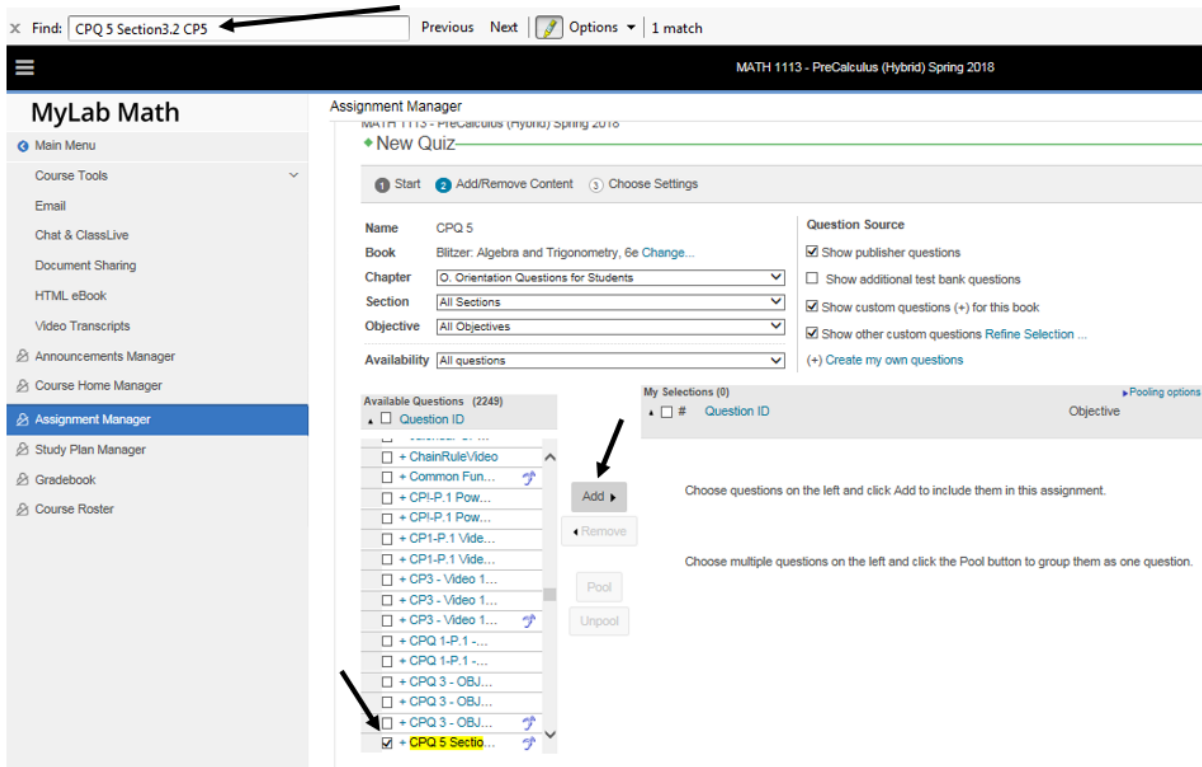 x Find: CPQ 5 Section3.2 CP5 Previous Next Options 1 match
MATH 1113 - PreCalculus (Hybrid) Spring 2018
MyLab Math
Main Menu
Course Tools
Email
Chat & ClassLive
Document Sharing
HTML eBook
Video Transcripts
Announcements Manager
Course Home Manager
Assignment Manager
Study Plan Manager
Gradebook
Course Roster
Assignment Manager
MATH 1113 - PreCalculus (Hybrid) Spring 2018
New Quiz
1 Start 2 Add/Remove Content 3 Choose Settings
Name CPQ 5
Book Blitzer: Algebra and Trigonometry, 6e Change...
Chapter O. Orientation Questions for Students
Section All Sections
Objective All Objectives
Availability All questions
Question Source
Show publisher questions
Show additional test bank questions
Show custom questions (+) for this book
Show other custom questions Refine Selection ...
(+) Create my own questions
Available Questions (2249)
Question ID
+ ChainRuleVideo
+ Common Fun...
+ CP!-P.1 Pow...
+ CP!-P.1 Pow...
+ CP1-P.1 Vide...
+ CP1-P.1 Vide...
+ CP3 - Video 1...
+ CP3 - Video 1...
+ CP3 - Video 1...
+ CPQ 1-P.1 -...
+ CPQ 1-P.1 -...
+ CPQ 3 - OBJ...
+ CPQ 3 - OBJ...
+ CPQ 3 - OBJ...
+ CPQ 5 Sectio...
Add
Remove
Pool
Unpool
My Selections (0) Pooling options
# Question ID Objective
Choose questions on the left and click Add to include them in this assignment.
Choose multiple questions on the left and click the Pool button to group them as one question.